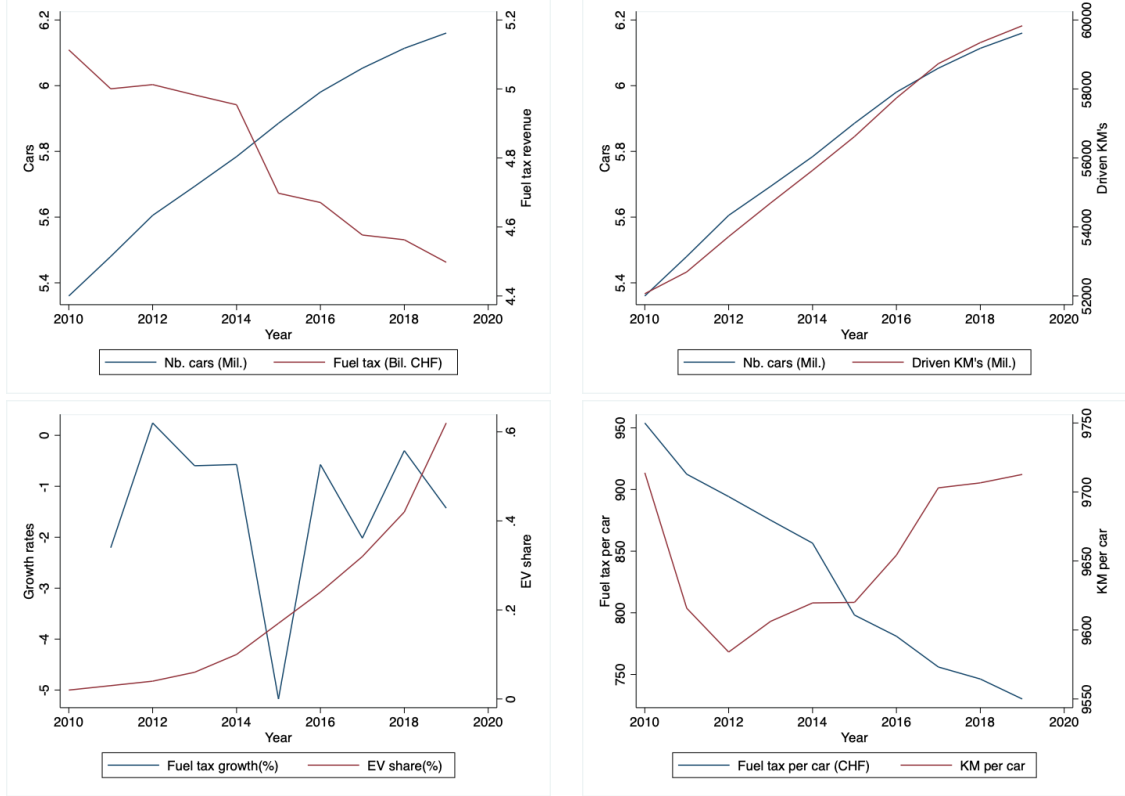 6.2
6
5.8
5.6
5.4
Cars
5.2
5
4.8
4.6
4.4
Fuel tax revenue
2010 2012 2014 2016 2018 2020
Year
Nb. cars (Mil.) Fuel tax (Bil. CHF)
6.2
6
5.8
5.6
5.4
Cars
60000
58000
56000
54000
52000
Driven KM's
2010 2012 2014 2016 2018 2020
Year
Nb. cars (Mil.) Driven KM's (Mil.)
0
-1
-2
-3
-4
-5
Growth rates
.6
.4
.2
0
EV share
2010 2012 2014 2016 2018 2020
Year
Fuel tax growth(%) EV share(%)
950
900
850
800
750
Fuel tax per car
9750
9700
9650
9600
9550
KM per car
2010 2012 2014 2016 2018 2020
Year
Fuel tax per car (CHF) KM per car